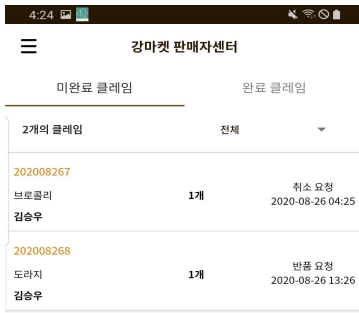 4:24
강마켓 판매자센터
미완료 클레임 완료 클레임
2개의 클레임 전체
202008267
브로콜리 1개 취소 요청
김승우 2020-08-26 04:25
202008268
도라지 1개 반품 요청
김승우 2020-08-26 13:26